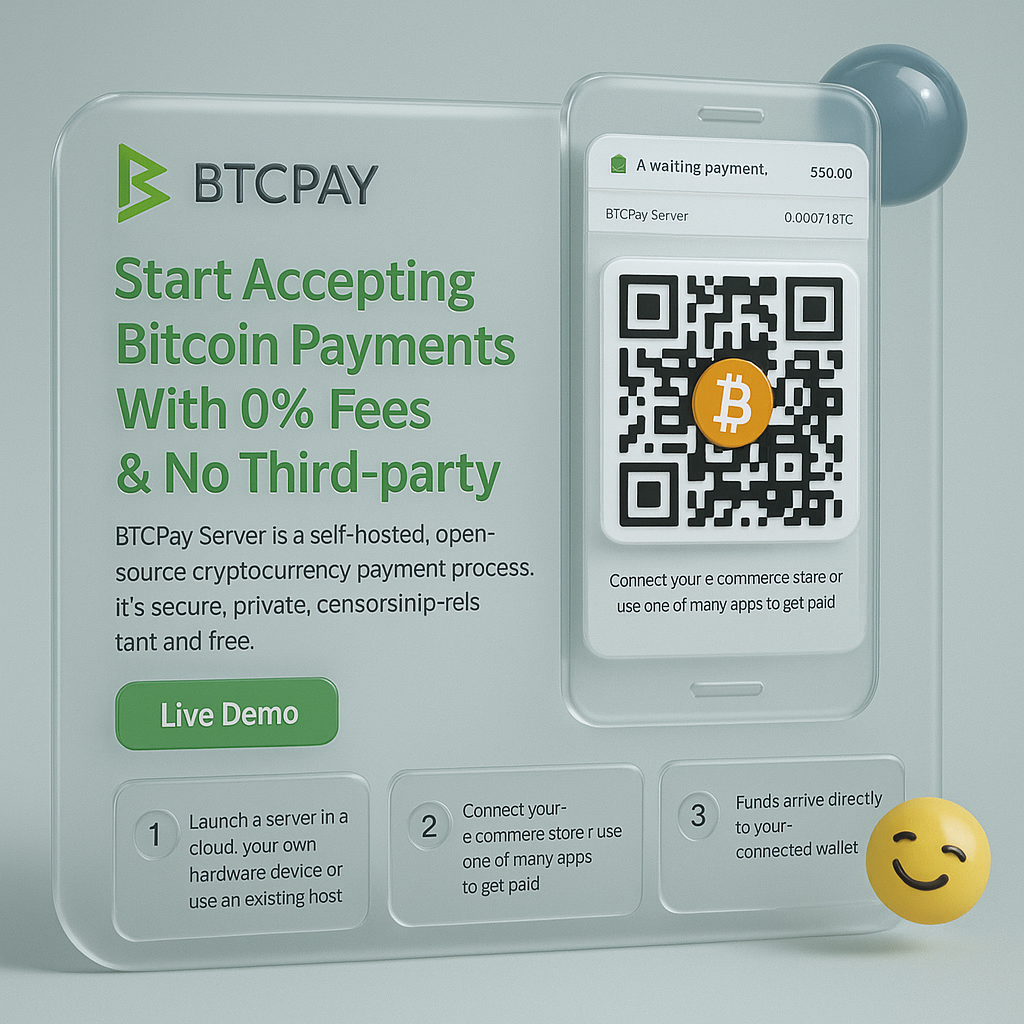 BTCPAY
Start Accepting
Bitcoin Payments
With 0% Fees
& No Third-party
BTCPay Server is a self-hosted, open-
source cryptocurrency payment process.
it's secure, private, censorsinip-rels
tant and free.
Live Demo
A waiting payment,
550.00
BTCPay Server
0.000718TC
Connect your e commerce stare or
use one of many apps to get paid
1
Launch a server in a
cloud. your own
hardware device or
use an existing host
2
Connect your-
e commere store r use
one of many apps
to get paid
3
Funds arrive directly
to your-
connected wallet